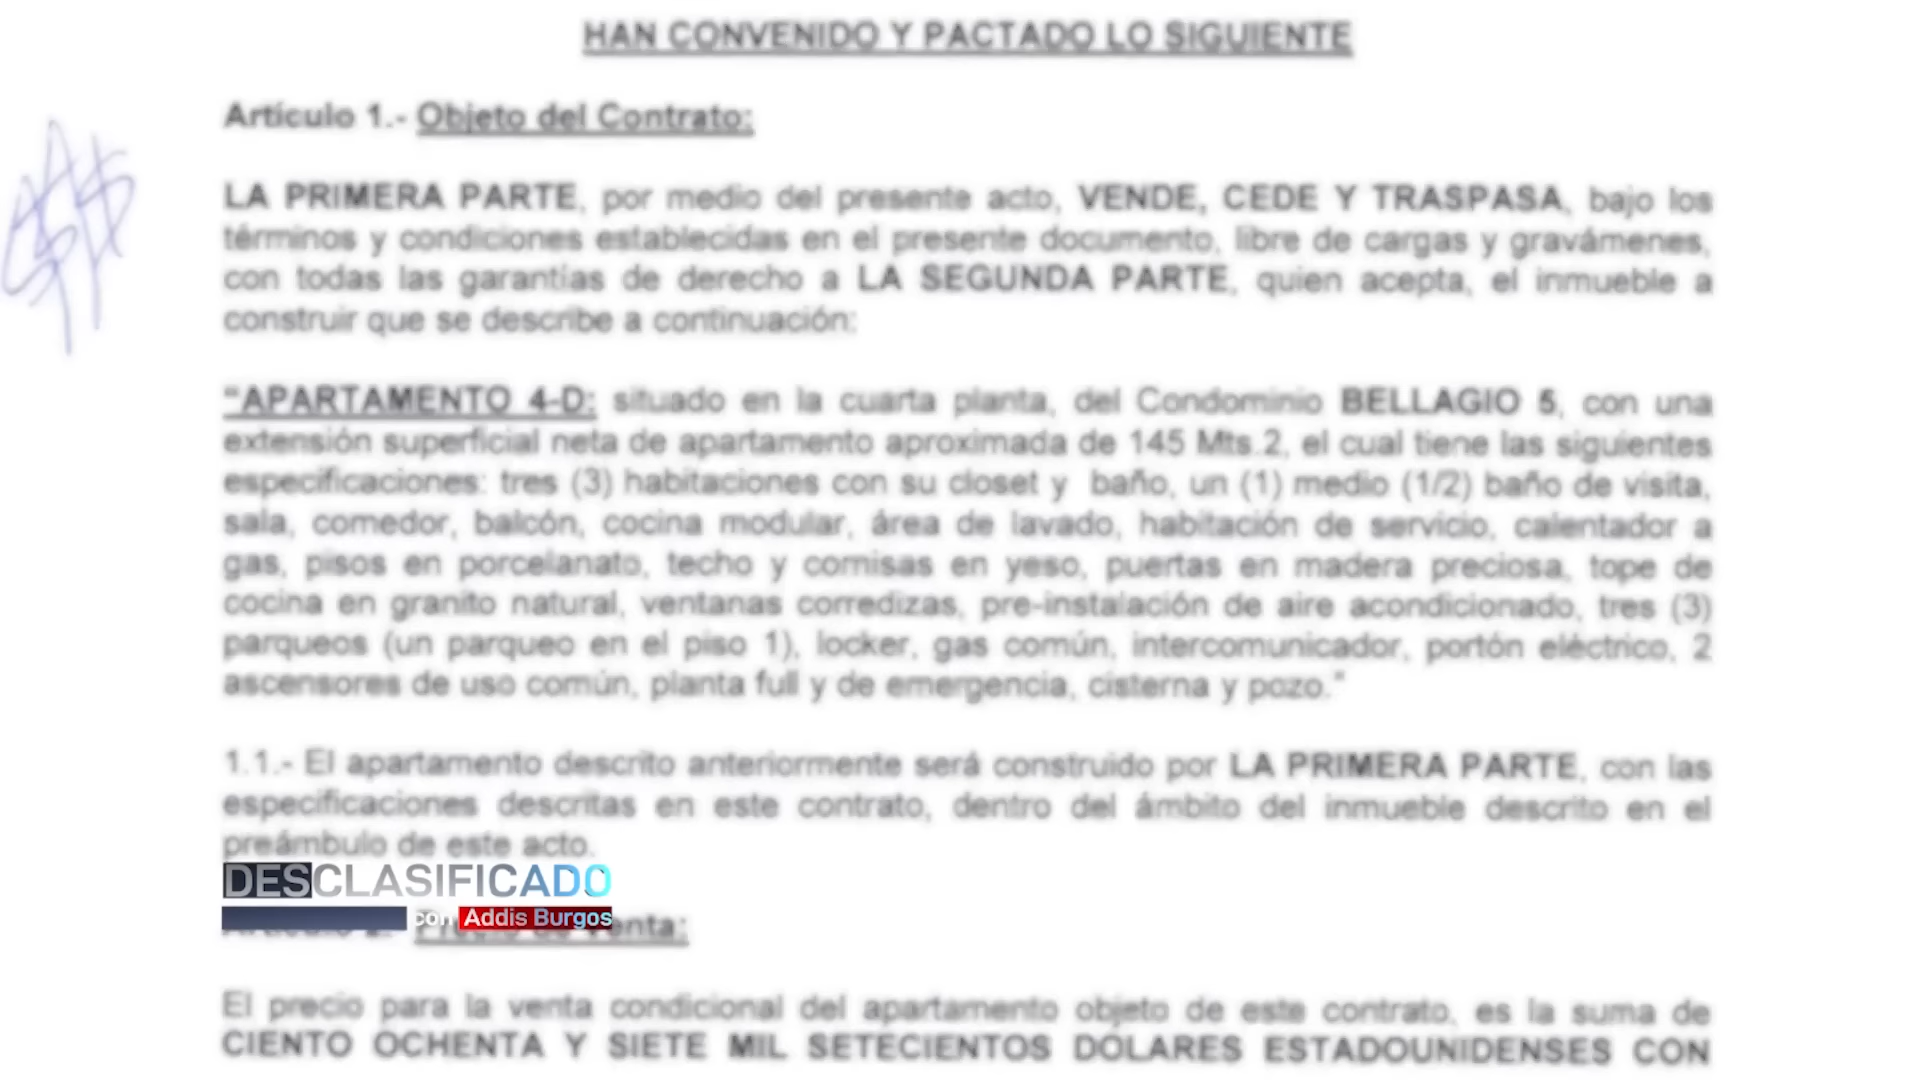 HAN CONVENIDO Y PACTADO LO SIGUIENTE
Artículo 1.- Objeto del Contrato:
LA PRIMERA PARTE, por medio del presente acto, VENDE, CEDE Y TRASPASA, bajo los
términos y condiciones establecidas en el presente documento, libre de cargas y gravámenes,
con todas las garantías de derecho a LA SEGUNDA PARTE, quien acepta, el inmueble a
construir que se describe a continuación:
“APARTAMENTO 4-D: situado en la cuarta planta, del Condominio BELLAGIO 5, con una
extensión superficial neta de apartamento aproximada de 145 Mts.2, el cual tiene las siguientes
especificaciones: tres (3) habitaciones con su closet y baño, un (1) medio (1/2) baño de visita,
sala, comedor, balcón, cocina modular, área de lavado, habitación de servicio, calentador a
gas, pisos en porcelanato, techo y cornisas en yeso, puertas en madera preciosa, tope de
cocina en granito natural, ventanas corredizas, pre-instalación de aire acondicionado, tres (3)
parqueos (un parqueo en el piso 1), locker, gas común, intercomunicador, portón eléctrico, 2
ascensores de uso común, planta full y de emergencia, cisterna y pozo.”
1.1.- El apartamento descrito anteriormente será construido por LA PRIMERA PARTE, con las
especificaciones descritas en este contrato, dentro del ámbito del inmueble descrito en el
preámbulo de este acto.
DESCLASIFICADO
con Addis Burgos
El precio para la venta condicional del apartamento objeto de este contrato, es la suma de
CIENTO OCHENTA Y SIETE MIL SETECIENTOS DÓLARES ESTADOUNIDENSES CON